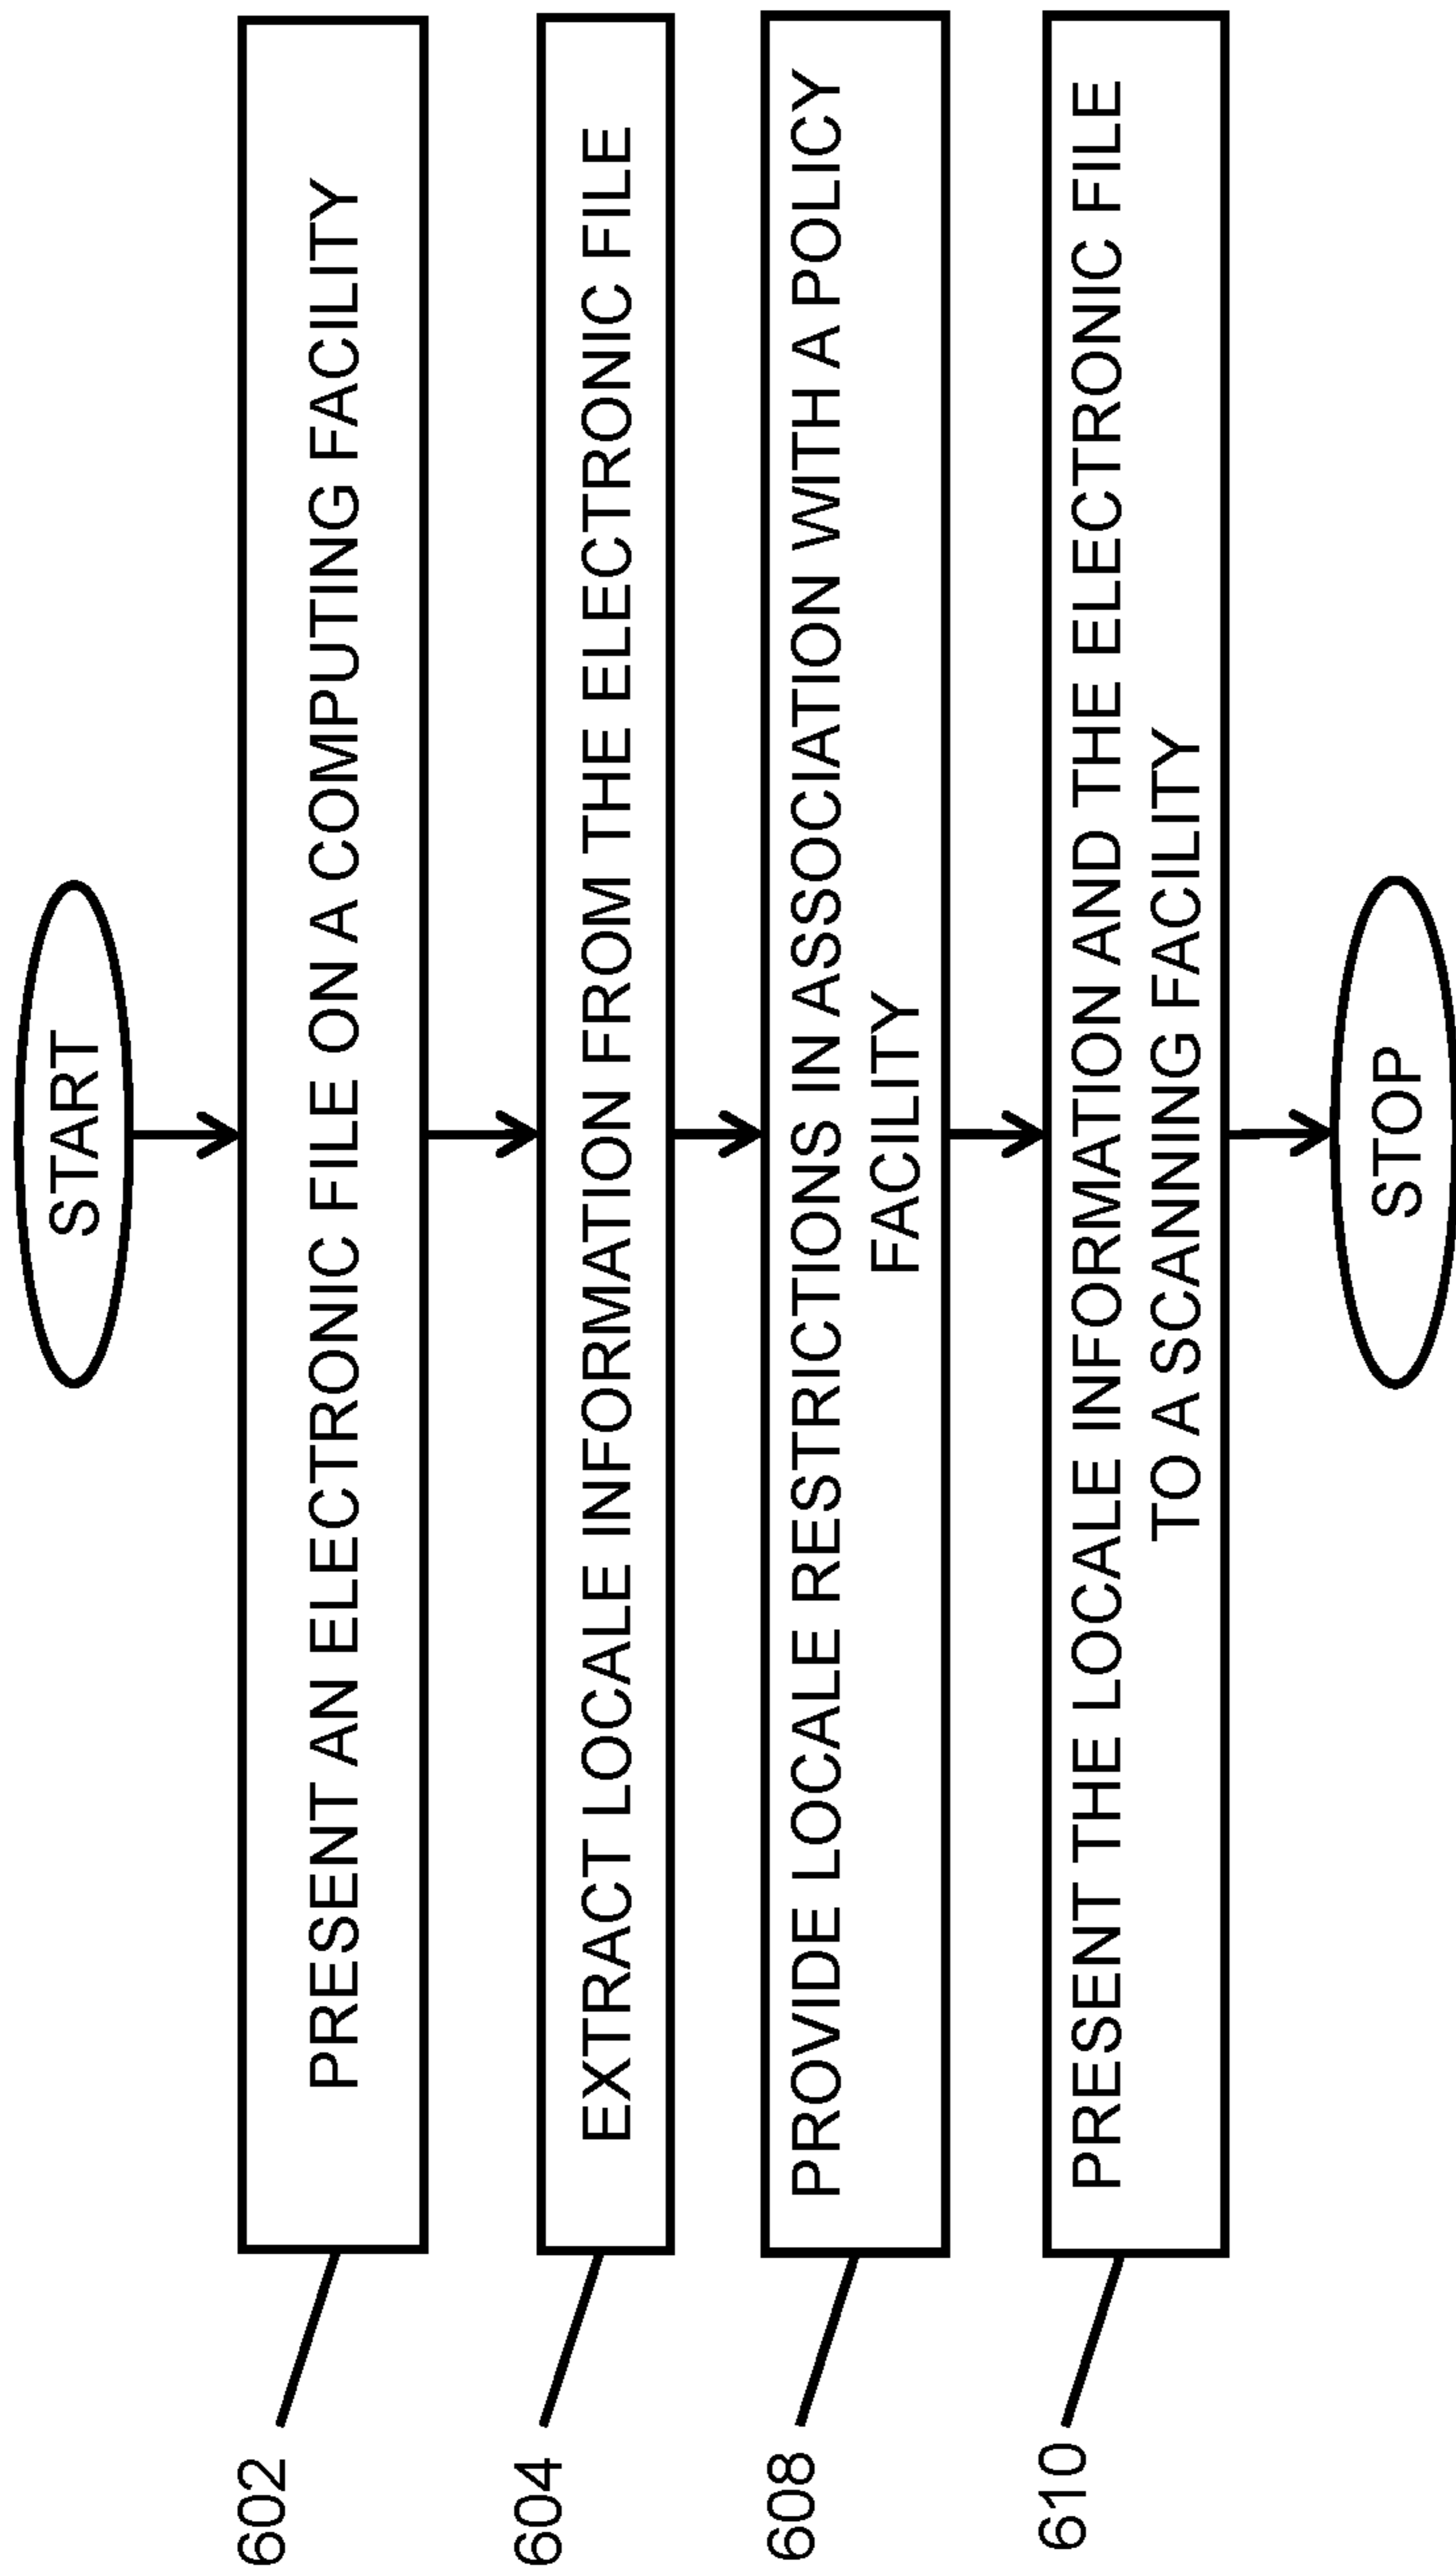 START
602
PRESENT AN ELECTRONIC FILE ON A COMPUTING FACILITY
604
EXTRACT LOCALE INFORMATION FROM THE ELECTRONIC FILE
608
PROVIDE LOCALE RESTRICTIONS IN ASSOCIATION WITH A POLICY
FACILITY
610
PRESENT THE LOCALE INFORMATION AND THE ELECTRONIC FILE
TO A SCANNING FACILITY
STOP